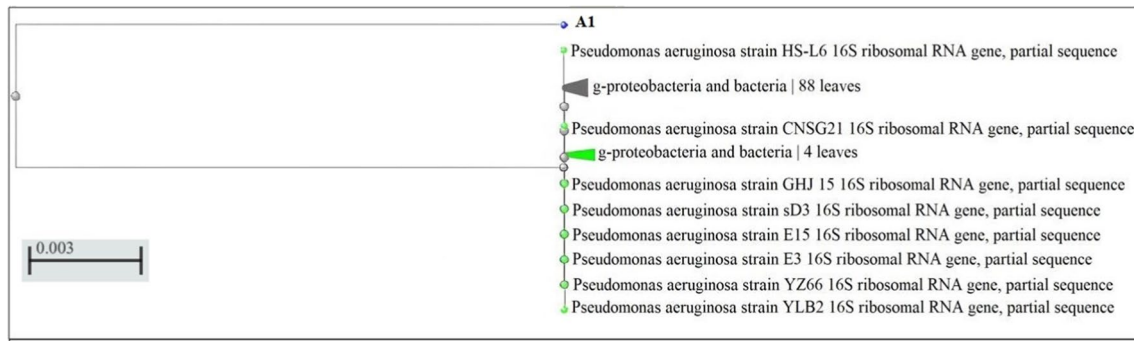 A1
Pseudomonas aeruginosa strain HS-L6 16S ribosomal RNA gene, partial sequence
g-proteobacteria and bacteria | 88 leaves
Pseudomonas aeruginosa strain CNSG21 16S ribosomal RNA gene, partial sequence
g-proteobacteria and bacteria | 4 leaves
Pseudomonas aeruginosa strain GHJ 15 16S ribosomal RNA gene, partial sequence
Pseudomonas aeruginosa strain sD3 16S ribosomal RNA gene, partial sequence
Pseudomonas aeruginosa strain E15 16S ribosomal RNA gene, partial sequence
0.003
Pseudomonas aeruginosa strain E3 16S ribosomal RNA gene, partial sequence
Pseudomonas aeruginosa strain YZ66 16S ribosomal RNA gene, partial sequence
Pseudomonas aeruginosa strain YLB2 16S ribosomal RNA gene, partial sequence